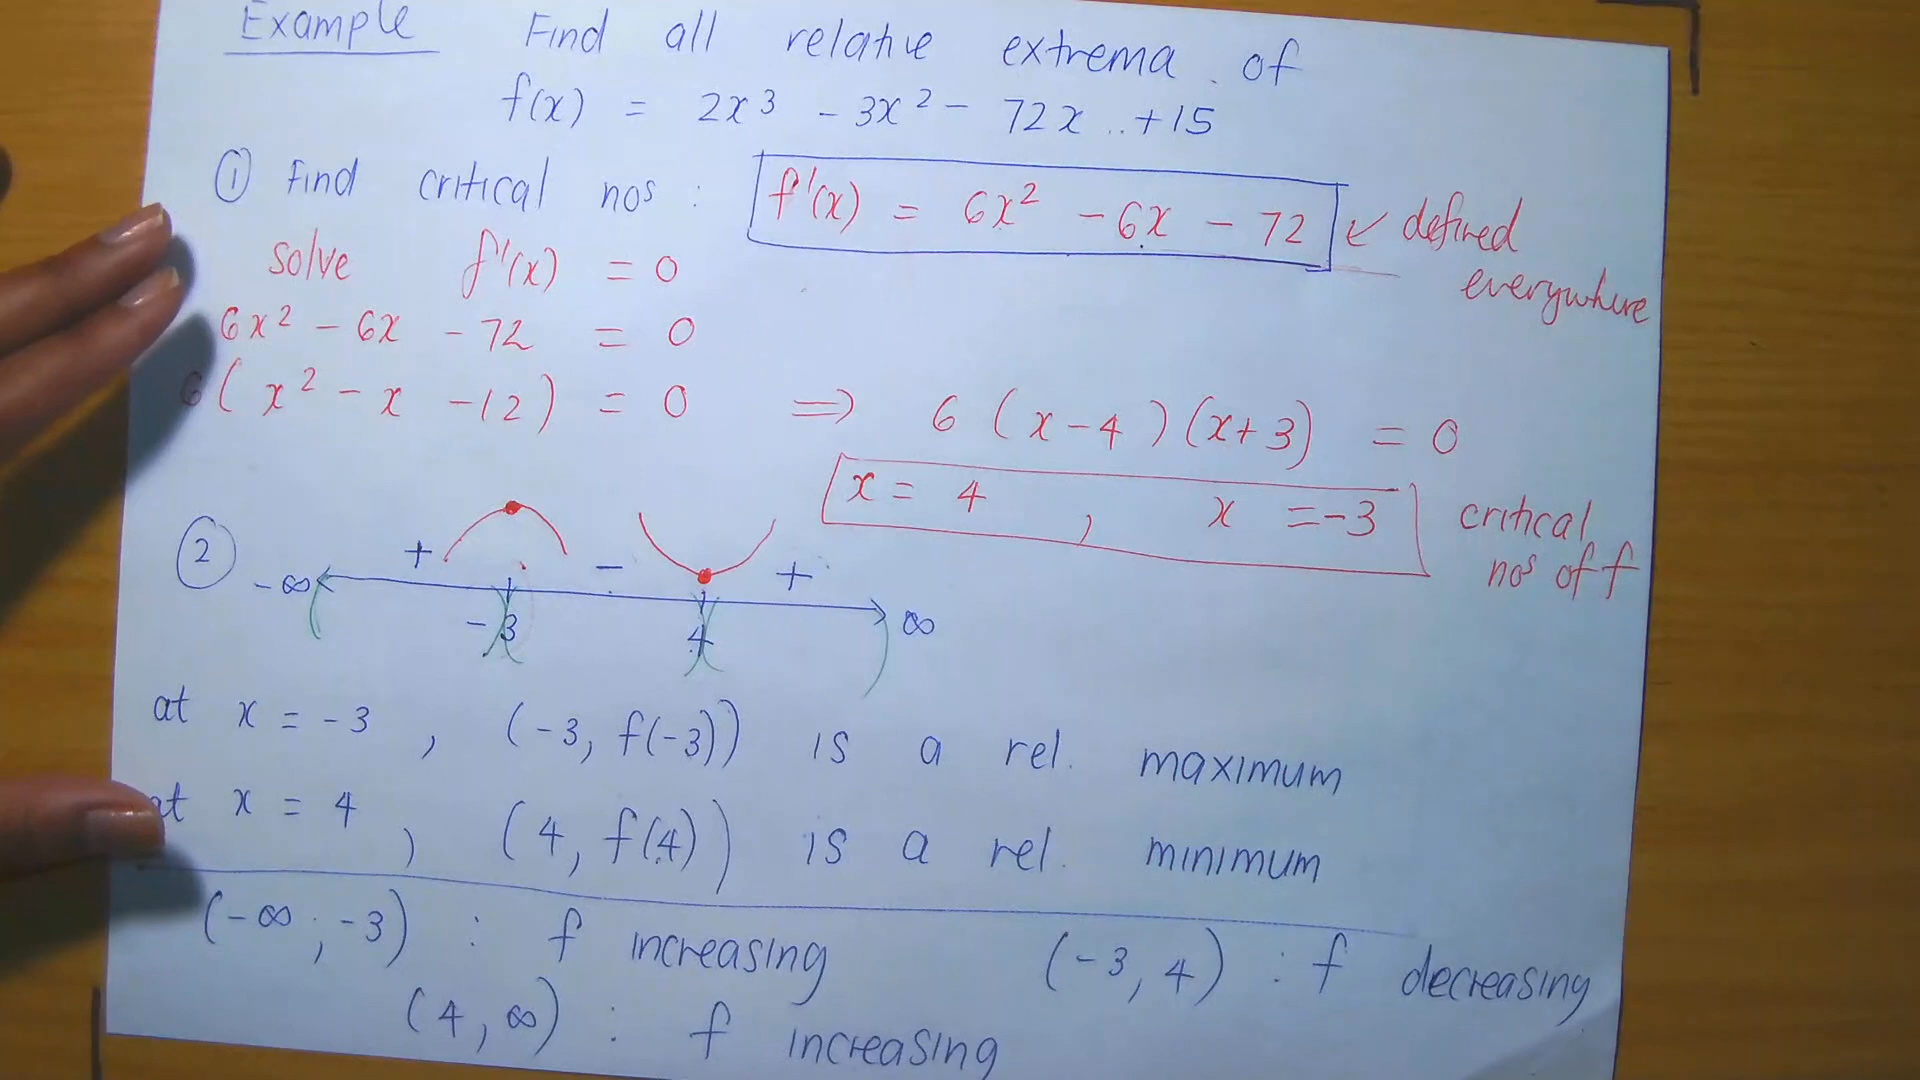 Example Find all relative extrema of
f(x) = 2x³ - 3x² - 72x + 15
① Find critical nos : f'(x) = 6x² - 6x - 72 ↙ defined everywhere
solve f'(x) = 0
6x² - 6x - 72 = 0
6(x² - x - 12) = 0 ⇒ 6(x-4)(x+3) = 0
x = 4 , x = -3 critical nos of f
② + - +
-∞ -3 4 ∞
at x = -3 , (-3, f(-3)) is a rel. maximum
at x = 4 , (4, f(4)) is a rel. minimum
(-∞, -3) : f increasing (-3, 4) : f decreasing
(4, ∞) : f increasing